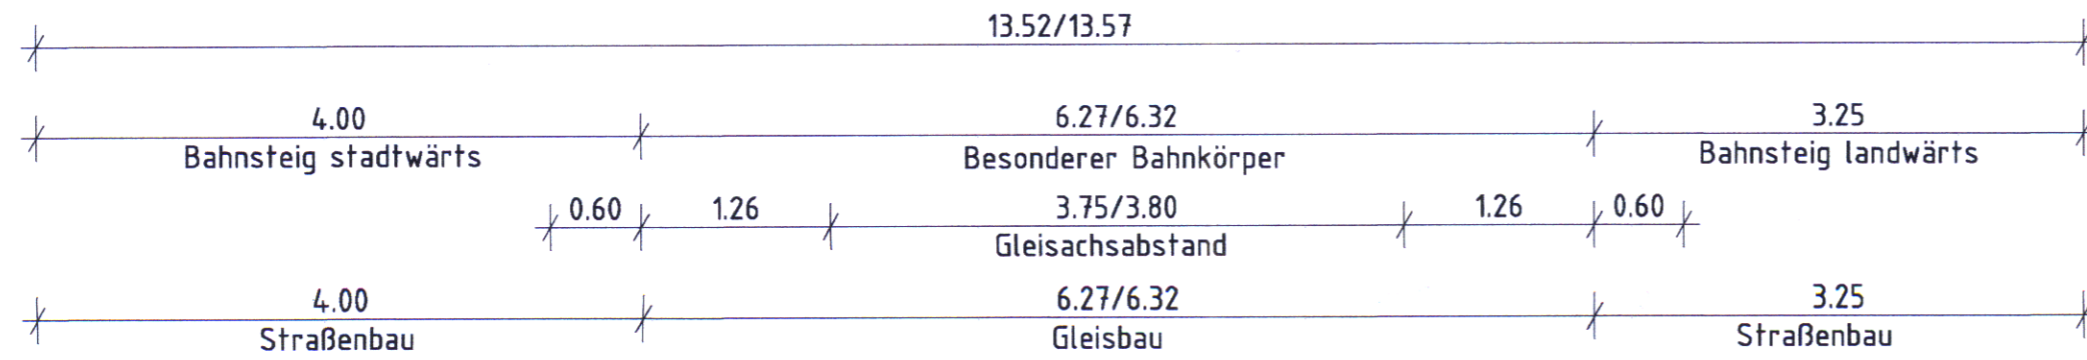 13.52/13.57
4.00 6.27/6.32 3.25
Bahnsteig stadtwärts Besonderer Bahnkörper Bahnsteig landwärts
0.60 1.26 3.75/3.80 1.26 0.60
Gleisachsabstand
4.00 6.27/6.32 3.25
Straßenbau Gleisbau Straßenbau